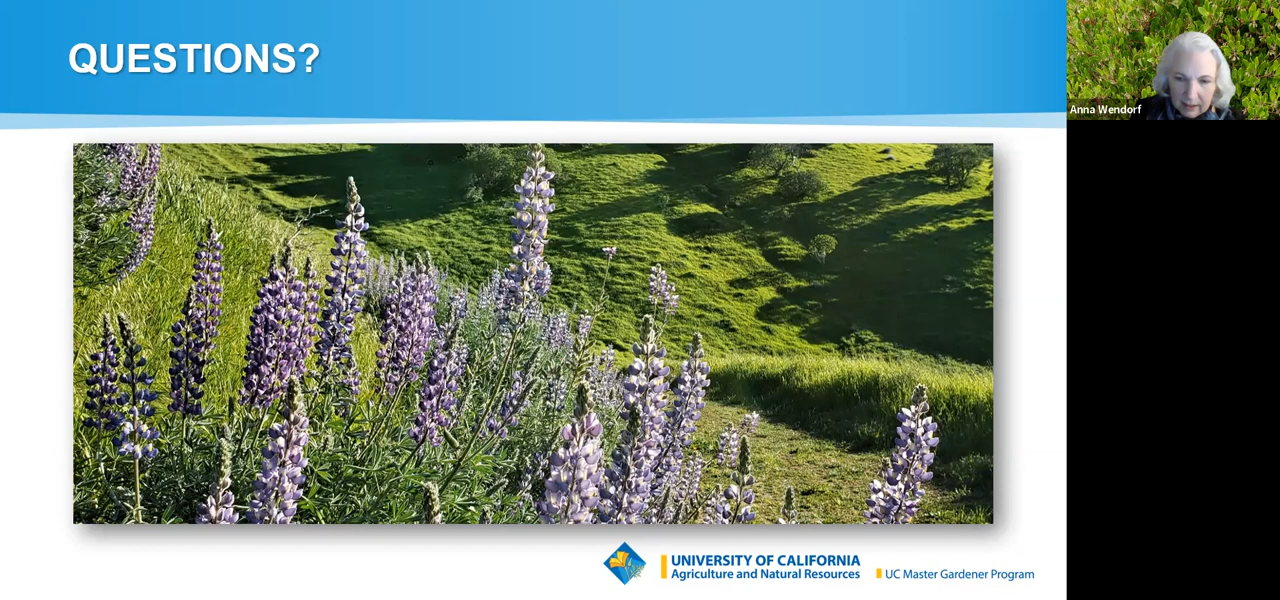 QUESTIONS?
Anna Wendorf
UNIVERSITY OF CALIFORNIA
Agriculture and Natural Resources
UC Master Gardener Program